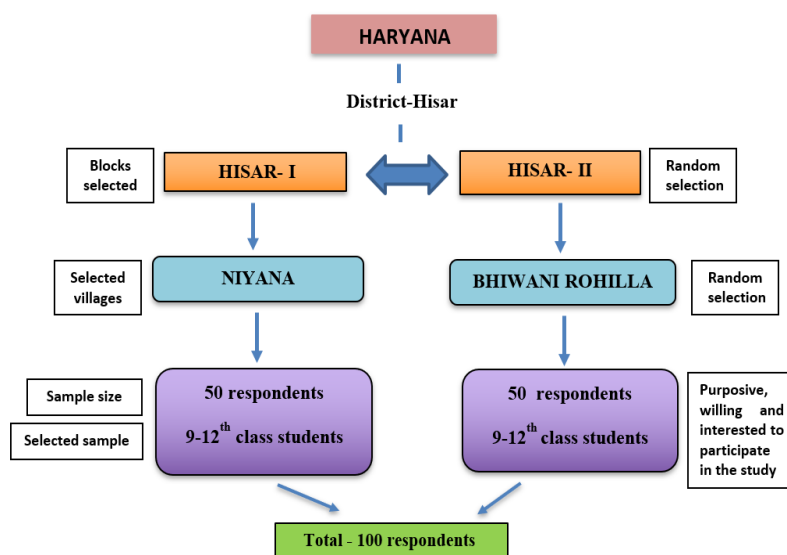 HARYANA
District-Hisar
Blocks
selected
HISAR- I
HISAR- II
Random
selection
Selected
villages
NIYANA
BHIWANI ROHILLA
Random
selection
Sample size
Selected sample
50 respondents
9-12th class students
50 respondents
9-12th class students
Purposive,
willing and
interested to
participate
in the study
Total - 100 respondents